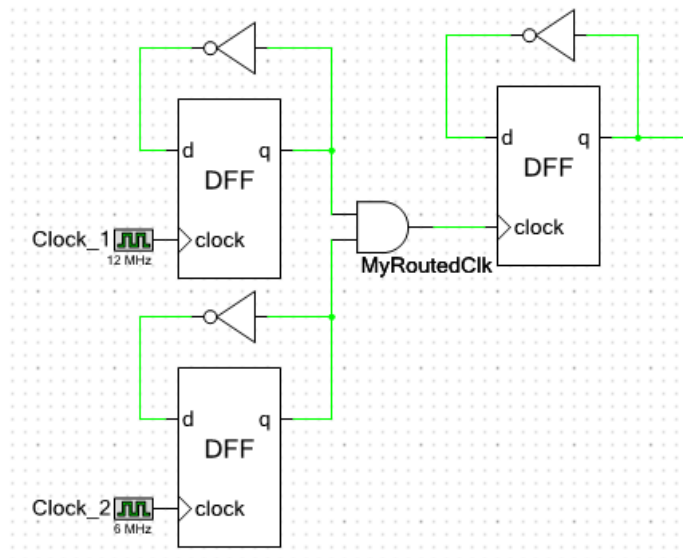 d q
DFF
Clock_1 clock
12 MHz
d q
DFF
clock
MyRoutedClk
d q
DFF
Clock_2 clock
6 MHz